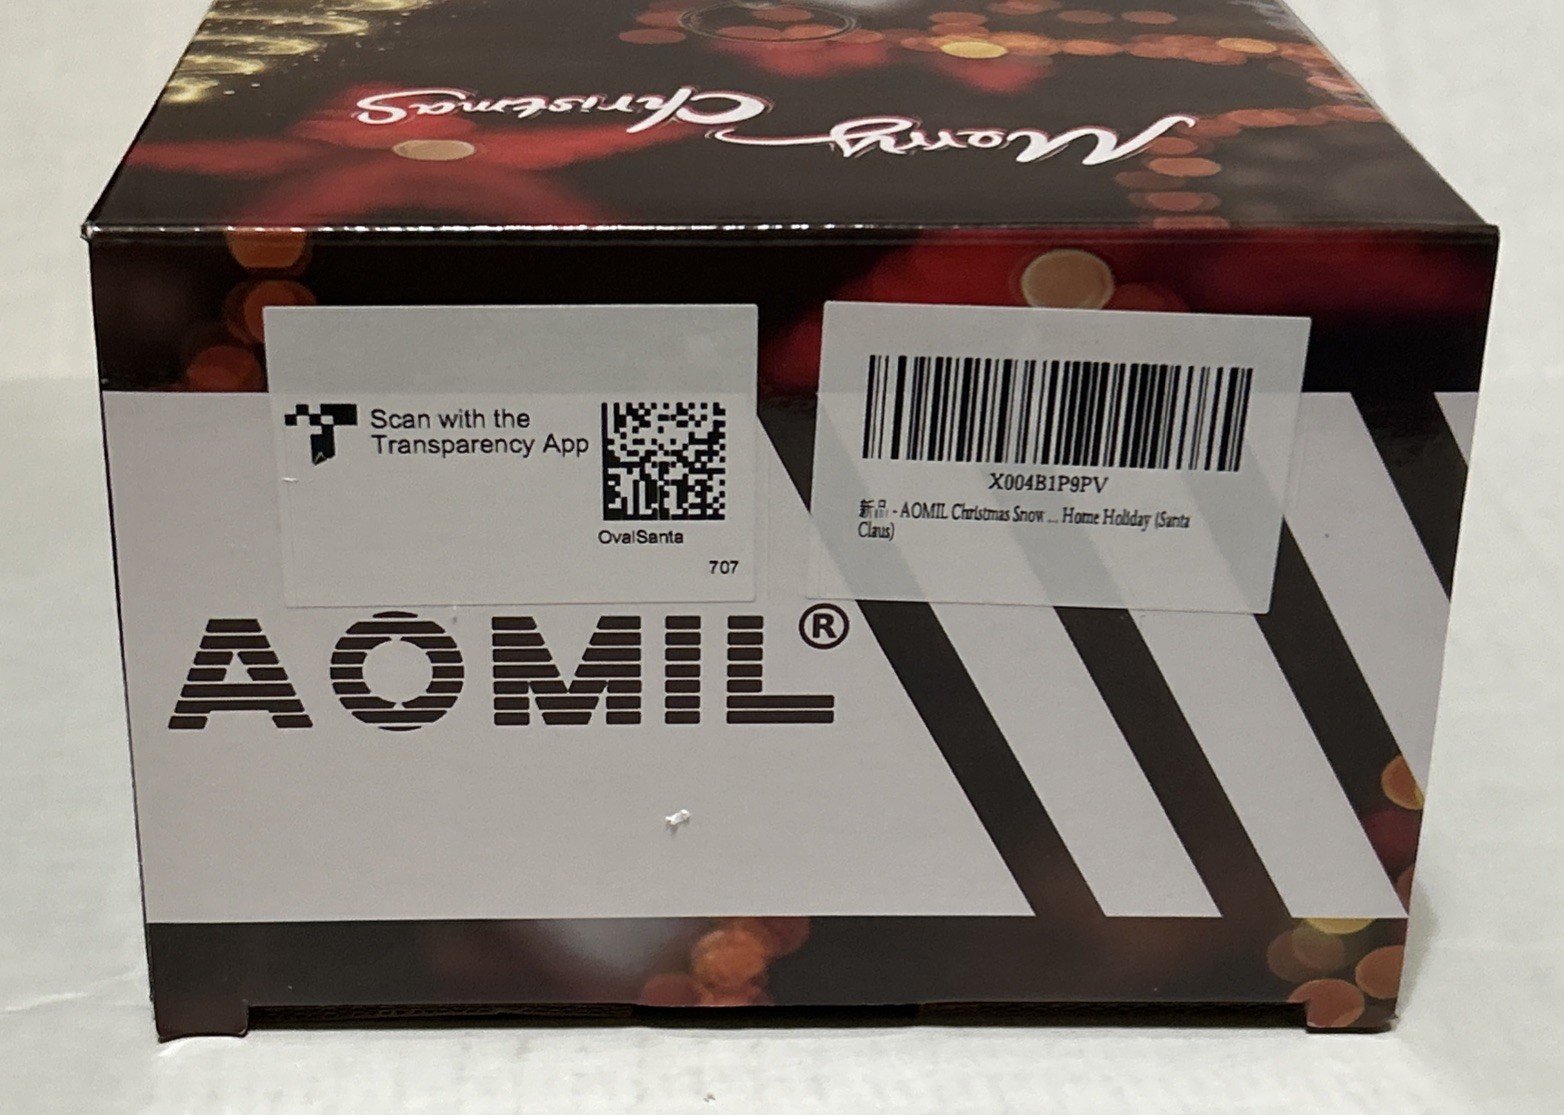 Merry Christmas
Scan with the
Transparency App
OvalSanta
707
X004B1P9PV
新品 - AOMIL Christmas Snow ... Home Holiday (Santa
Claus)
AOMIL®